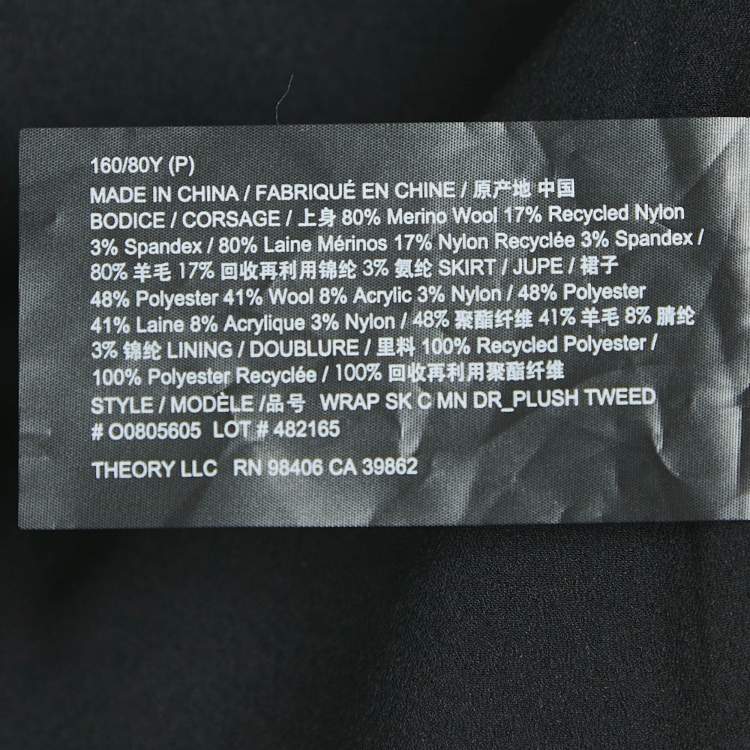 160/80Y (P)
MADE IN CHINA / FABRIQUÉ EN CHINE / 原产地 中国
BODICE / CORSAGE / 上身 80% Merino Wool 17% Recycled Nylon
3% Spandex / 80% Laine Mérinos 17% Nylon Recyclée 3% Spandex /
80% 羊毛 17% 回收再利用锦纶 3% 氨纶 SKIRT / JUPE / 裙子
48% Polyester 41% Wool 8% Acrylic 3% Nylon / 48% Polyester
41% Laine 8% Acrylique 3% Nylon / 48% 聚酯纤维 41% 羊毛 8% 腈纶
3% 锦纶 LINING / DOUBLURE / 里料 100% Recycled Polyester /
100% Polyester Recyclée / 100% 回收再利用聚酯纤维
STYLE / MODÈLE /品号 WRAP SK C MN DR_PLUSH TWEED
# O0805605 LOT # 482165
THEORY LLC RN 98406 CA 39862